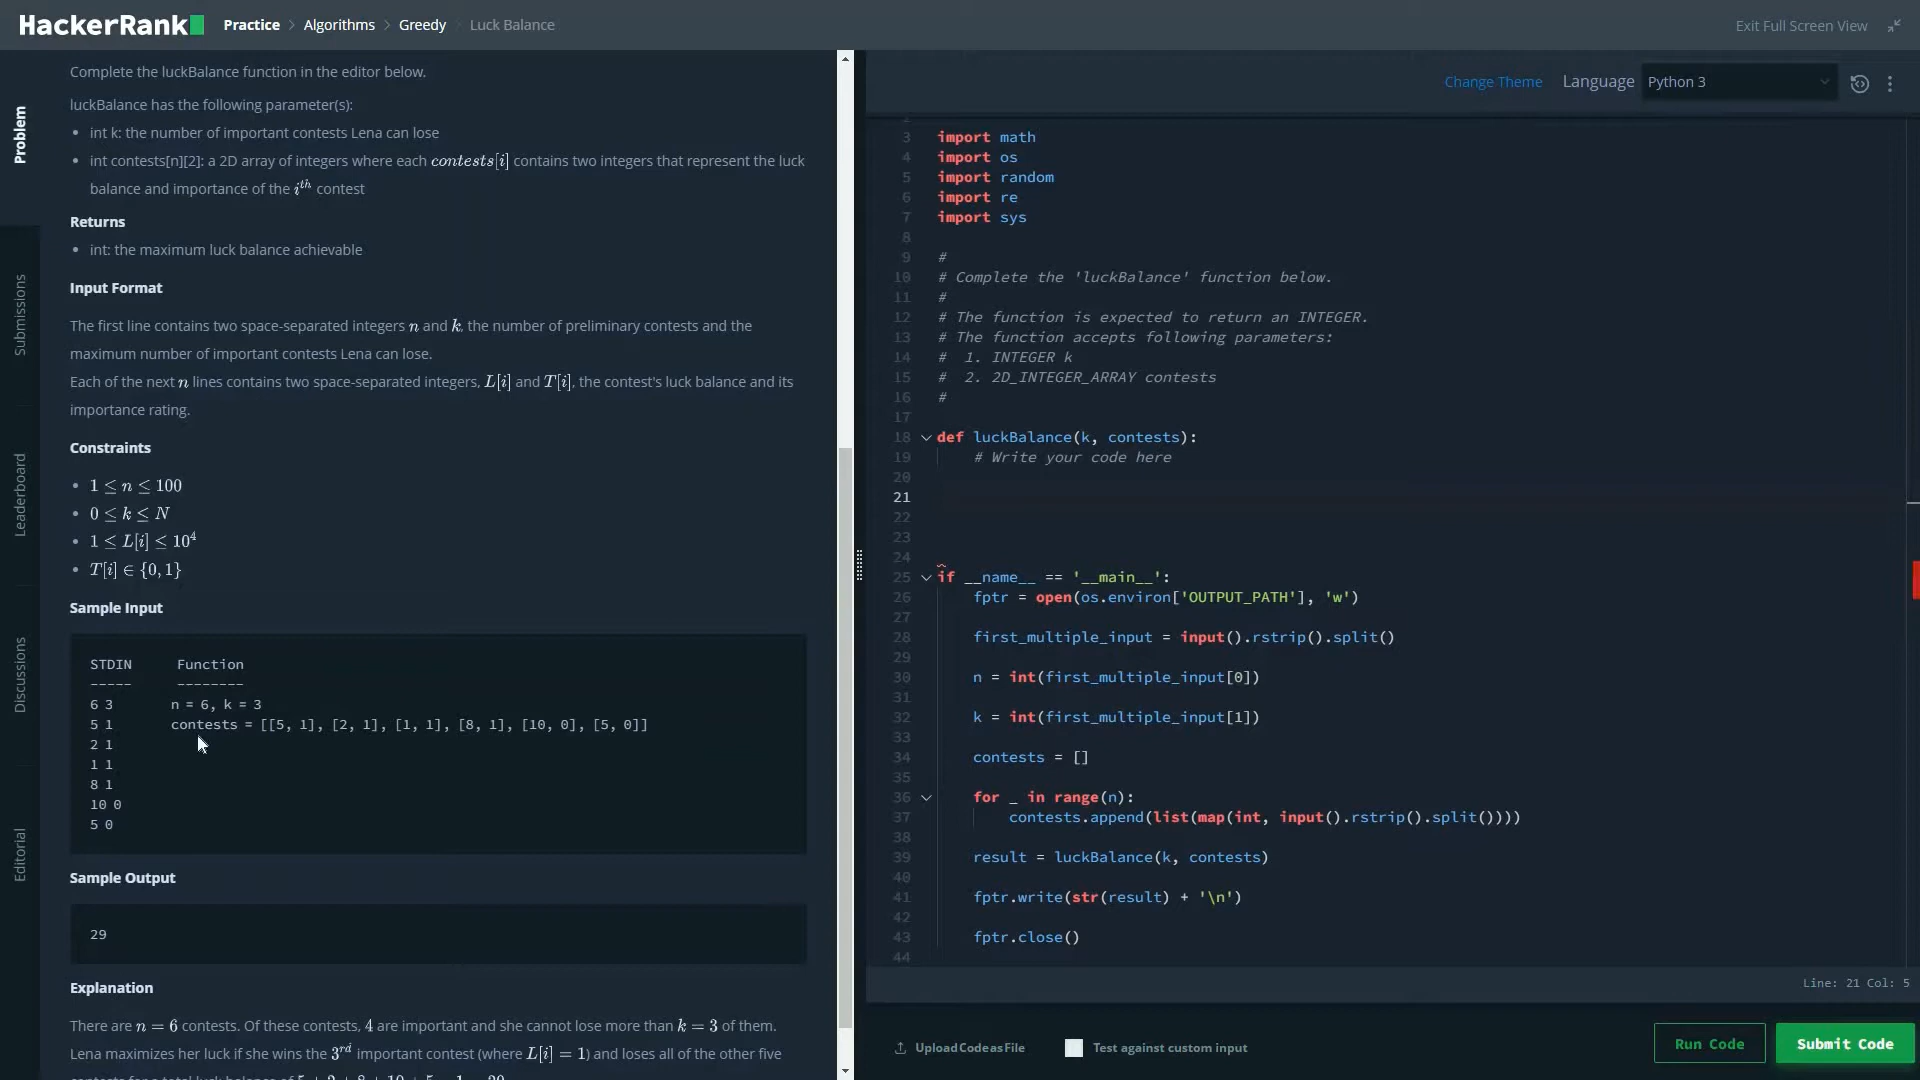 HackerRank Practice > Algorithms > Greedy > Luck Balance
Exit Full Screen View
Problem
Submissions
Leaderboard
Discussions
Editorial
Complete the luckBalance function in the editor below.
luckBalance has the following parameter(s):
• int k: the number of important contests Lena can lose
• int contests[n][2]: a 2D array of integers where each contests[i] contains two integers that represent the luck
balance and importance of the i^th contest
Returns
• int: the maximum luck balance achievable
Input Format
The first line contains two space-separated integers n and k, the number of preliminary contests and the
maximum number of important contests Lena can lose.
Each of the next n lines contains two space-separated integers, L[i] and T[i], the contest's luck balance and its
importance rating.
Constraints
• 1 ≤ n ≤ 100
• 0 ≤ k ≤ N
• 1 ≤ L[i] ≤ 10^4
• T[i] ∈ {0, 1}
Sample Input
STDIN Function
----- --------
6 3 n = 6, k = 3
5 1 contests = [[5, 1], [2, 1], [1, 1], [8, 1], [10, 0], [5, 0]]
2 1
1 1
8 1
10 0
5 0
Sample Output
29
Explanation
There are n = 6 contests. Of these contests, 4 are important and she cannot lose more than k = 3 of them.
Lena maximizes her luck if she wins the 3^rd important contest (where L[i] = 1) and loses all of the other five
Change Theme Language Python 3
3 import math
4 import os
5 import random
6 import re
7 import sys
8
9 #
10 # Complete the 'luckBalance' function below.
11 #
12 # The function is expected to return an INTEGER.
13 # The function accepts following parameters:
14 #  1. INTEGER k
15 #  2. 2D_INTEGER_ARRAY contests
16 #
17
18 def luckBalance(k, contests):
19     # Write your code here
20
21
22
23
24
25 if __name__ == '__main__':
26     fptr = open(os.environ['OUTPUT_PATH'], 'w')
27
28     first_multiple_input = input().rstrip().split()
29
30     n = int(first_multiple_input[0])
31
32     k = int(first_multiple_input[1])
33
34     contests = []
35
36     for _ in range(n):
37         contests.append(list(map(int, input().rstrip().split())))
38
39     result = luckBalance(k, contests)
40
41     fptr.write(str(result) + '\n')
42
43     fptr.close()
44
Line: 21 Col: 5
Upload Code as File
Test against custom input
Run Code
Submit Code